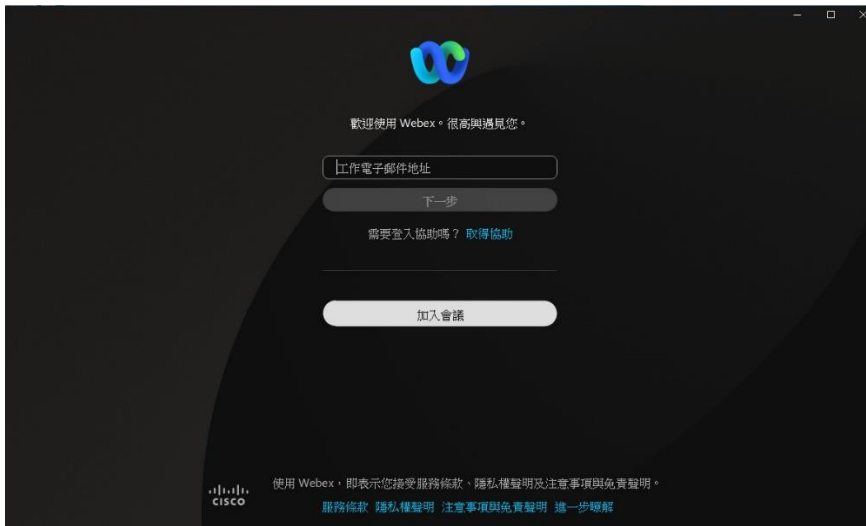 歡迎使用 Webex。很高興遇見您。
工作電子郵件地址
下一步
需要登入協助嗎？ 取得協助
加入會議
使用 Webex，即表示您接受服務條款、隱私權聲明及注意事項與免責聲明。
CISCO
服務條款 隱私權聲明 注意事項與免責聲明 進一步瞭解